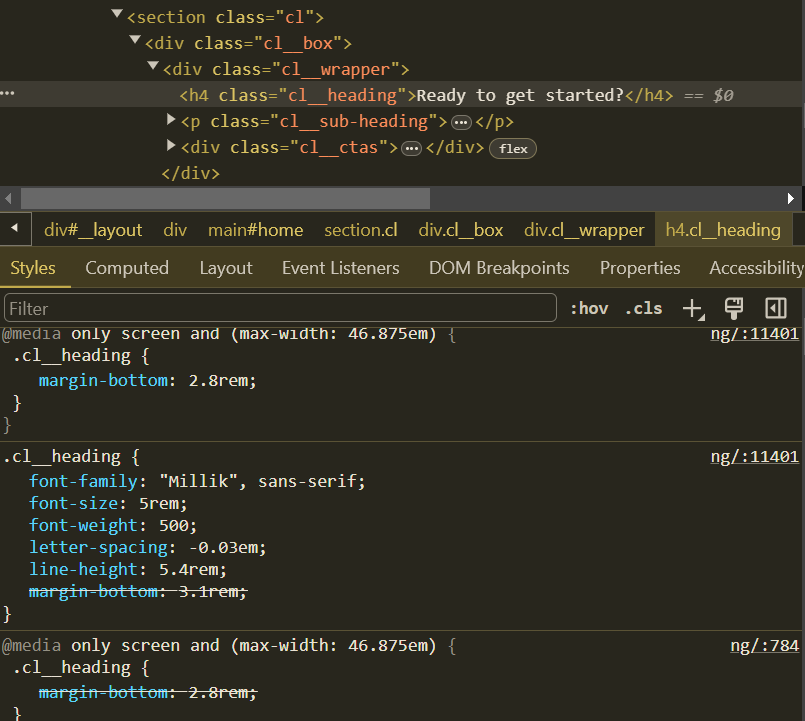 <section class="cl">
<div class="cl__box">
<div class="cl__wrapper">
<h4 class="cl__heading">Ready to get started?</h4> == $0
<p class="cl__sub-heading">…</p>
<div class="cl__ctas">…</div> flex
</div>
div#__layout div main#home section.cl div.cl__box div.cl__wrapper h4.cl__heading
Styles Computed Layout Event Listeners DOM Breakpoints Properties Accessibility
Filter :hov .cls
@media only screen and (max-width: 46.875em) { ng/:11401
.cl__heading {
margin-bottom: 2.8rem;
}
}
.cl__heading { ng/:11401
font-family: "Millik", sans-serif;
font-size: 5rem;
font-weight: 500;
letter-spacing: -0.03em;
line-height: 5.4rem;
margin-bottom: 3.1rem;
}
@media only screen and (max-width: 46.875em) { ng/:784
.cl__heading {
margin-bottom: 2.8rem;
}